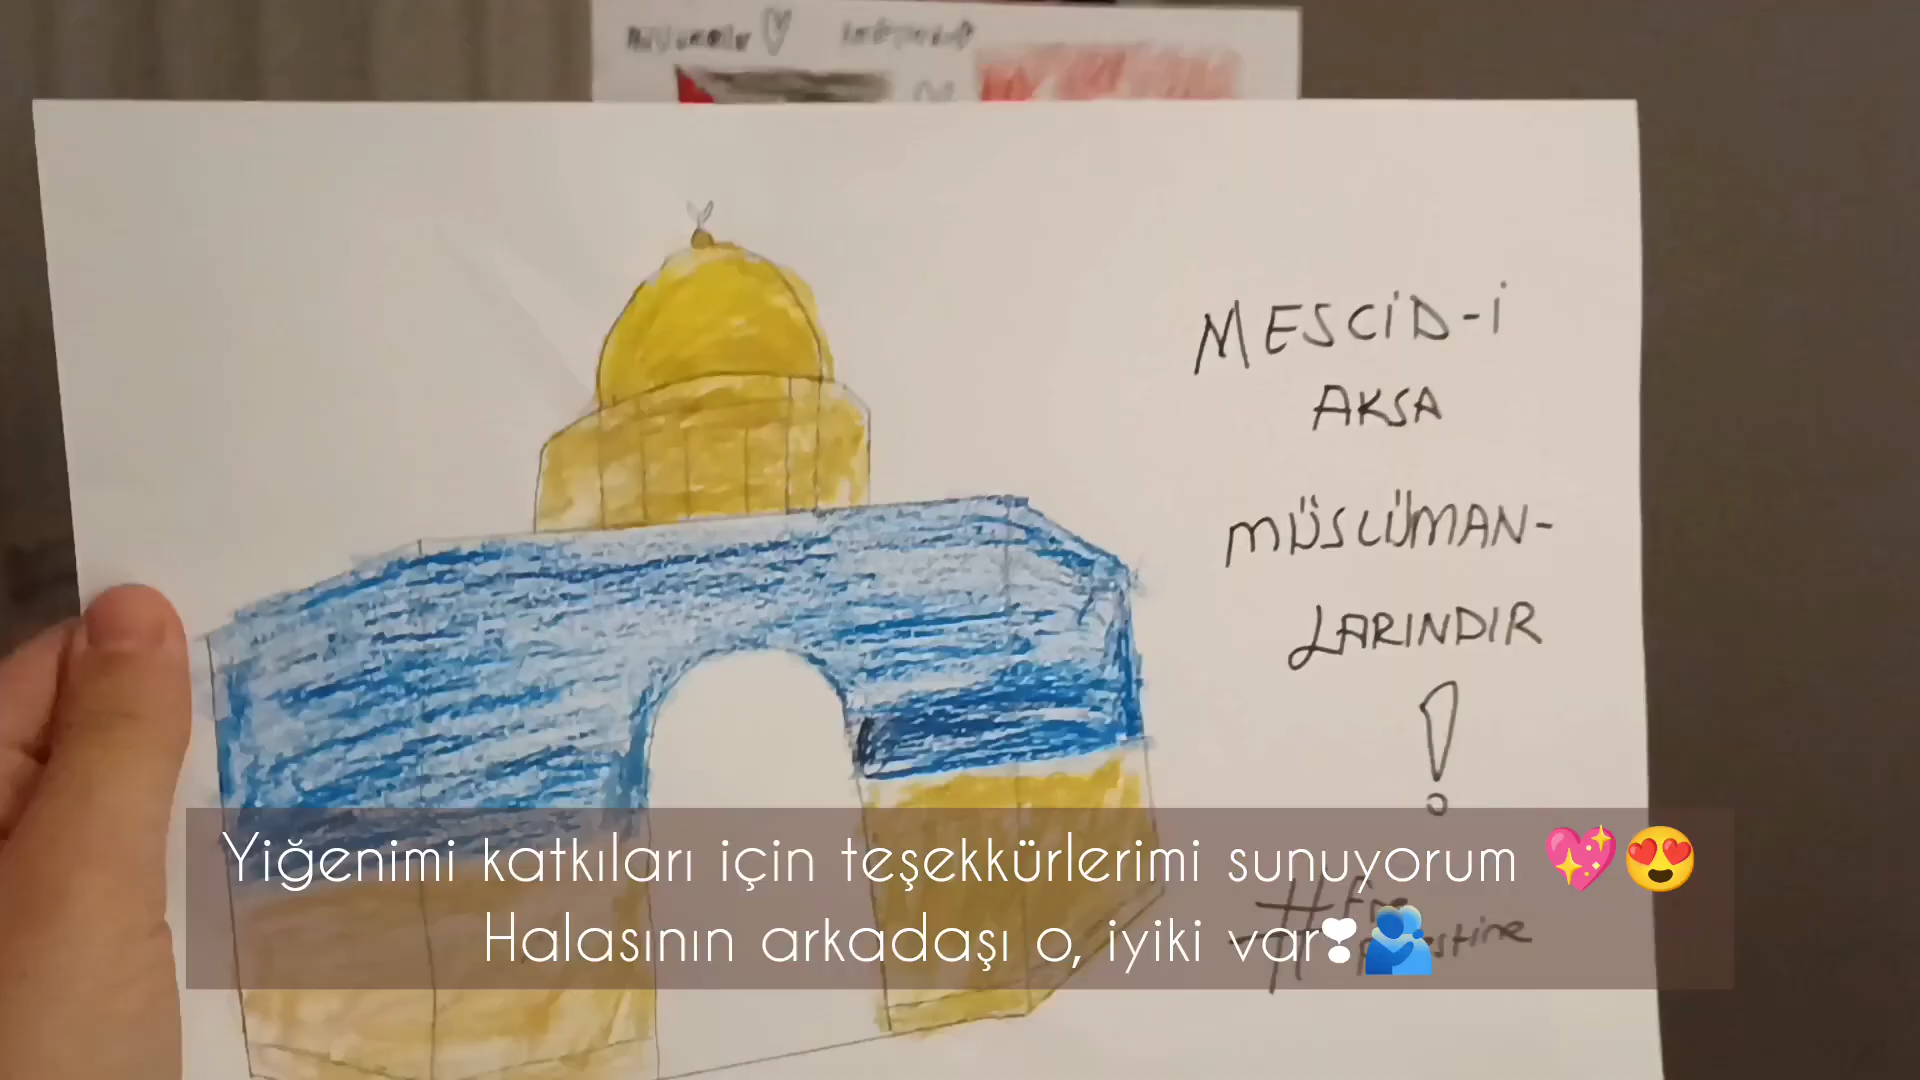 MESCİD-İ
AKSA
MÜSLÜMAN-
LARINDIR
!
Yiğenimi katkıları için teşekkürlerimi sunuyorum 💖😍
Halasının arkadaşı o, iyiki var❣🫂